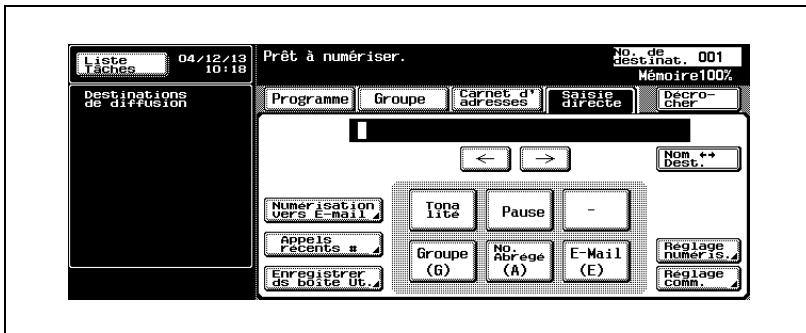 Liste
Tâches
04/12/13
10:18
Prêt à numériser.
No. de
destinat. 001
Mémoire100%
Destinations
de diffusion
Programme
Groupe
Carnet d'
adresses
Saisie
directe
Décro-
cher
← →
Nom ↔
Dest.
Numérisation
vers E-mail
Tona
lité
Pause
-
Appels
récents #
Groupe
(G)
No.
Abrégé
(A)
E-Mail
(E)
Réglage
numéris.
Enregistrer
ds boîte Ut.
Réglage
comm.